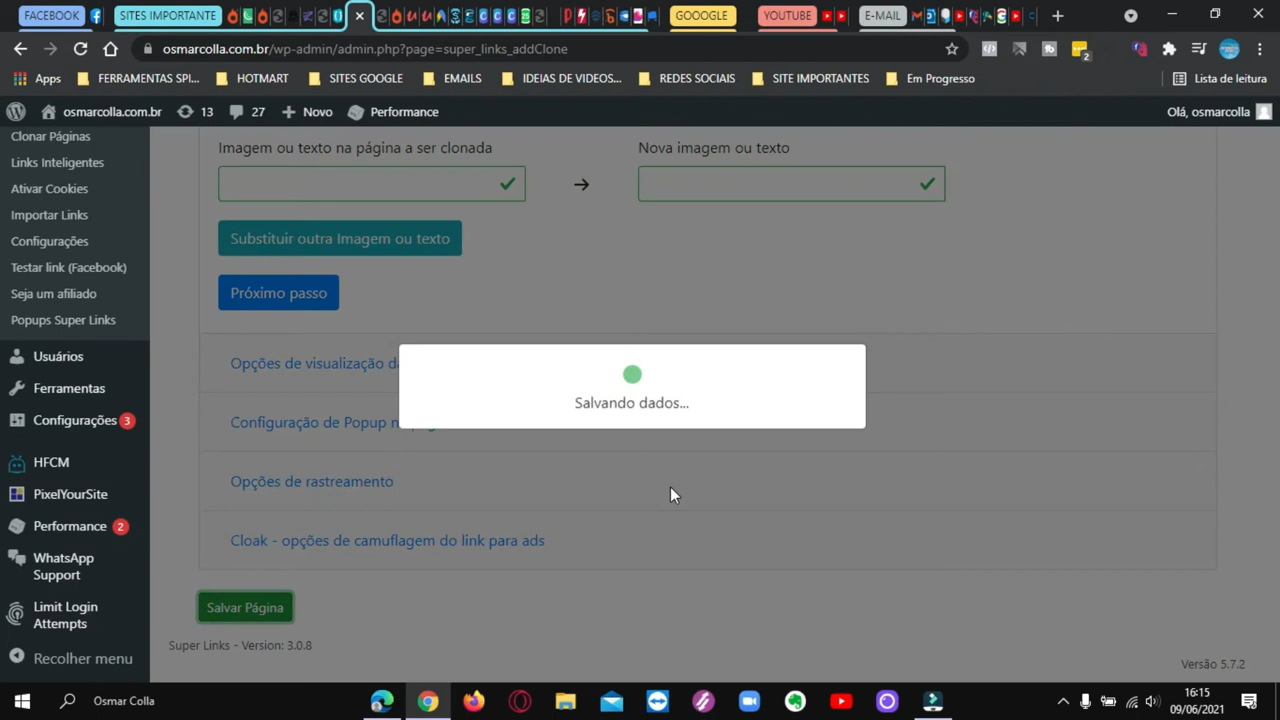 FACEBOOK
SITES IMPORTANTE
GOOOGLE
YOUTUBE
E-MAIL
osmarcolla.com.br/wp-admin/admin.php?page=super_links_addClone
2
Apps
FERRAMENTAS SPI...
HOTMART
SITES GOOGLE
EMAILS
IDEIAS DE VIDEOS...
REDES SOCIAIS
SITE IMPORTANTES
Em Progresso
Lista de leitura
osmarcolla.com.br
13
27
Novo
Performance
Olá, osmarcolla
Clonar Páginas
Links Inteligentes
Ativar Cookies
Importar Links
Configurações
Testar link (Facebook)
Seja um afiliado
Popups Super Links
Usuários
Ferramentas
Configurações 3
HFCM
PixelYourSite
Performance 2
WhatsApp
Support
Limit Login
Attempts
Recolher menu
Imagem ou texto na página a ser clonada
Nova imagem ou texto
Substituir outra Imagem ou texto
Próximo passo
Opções de visualização d
Salvando dados...
Configuração de Popup n
Opções de rastreamento
Cloak - opções de camuflagem do link para ads
Salvar Página
Super Links - Version: 3.0.8
Versão 5.7.2
Osmar Colla
16:15
09/06/2021